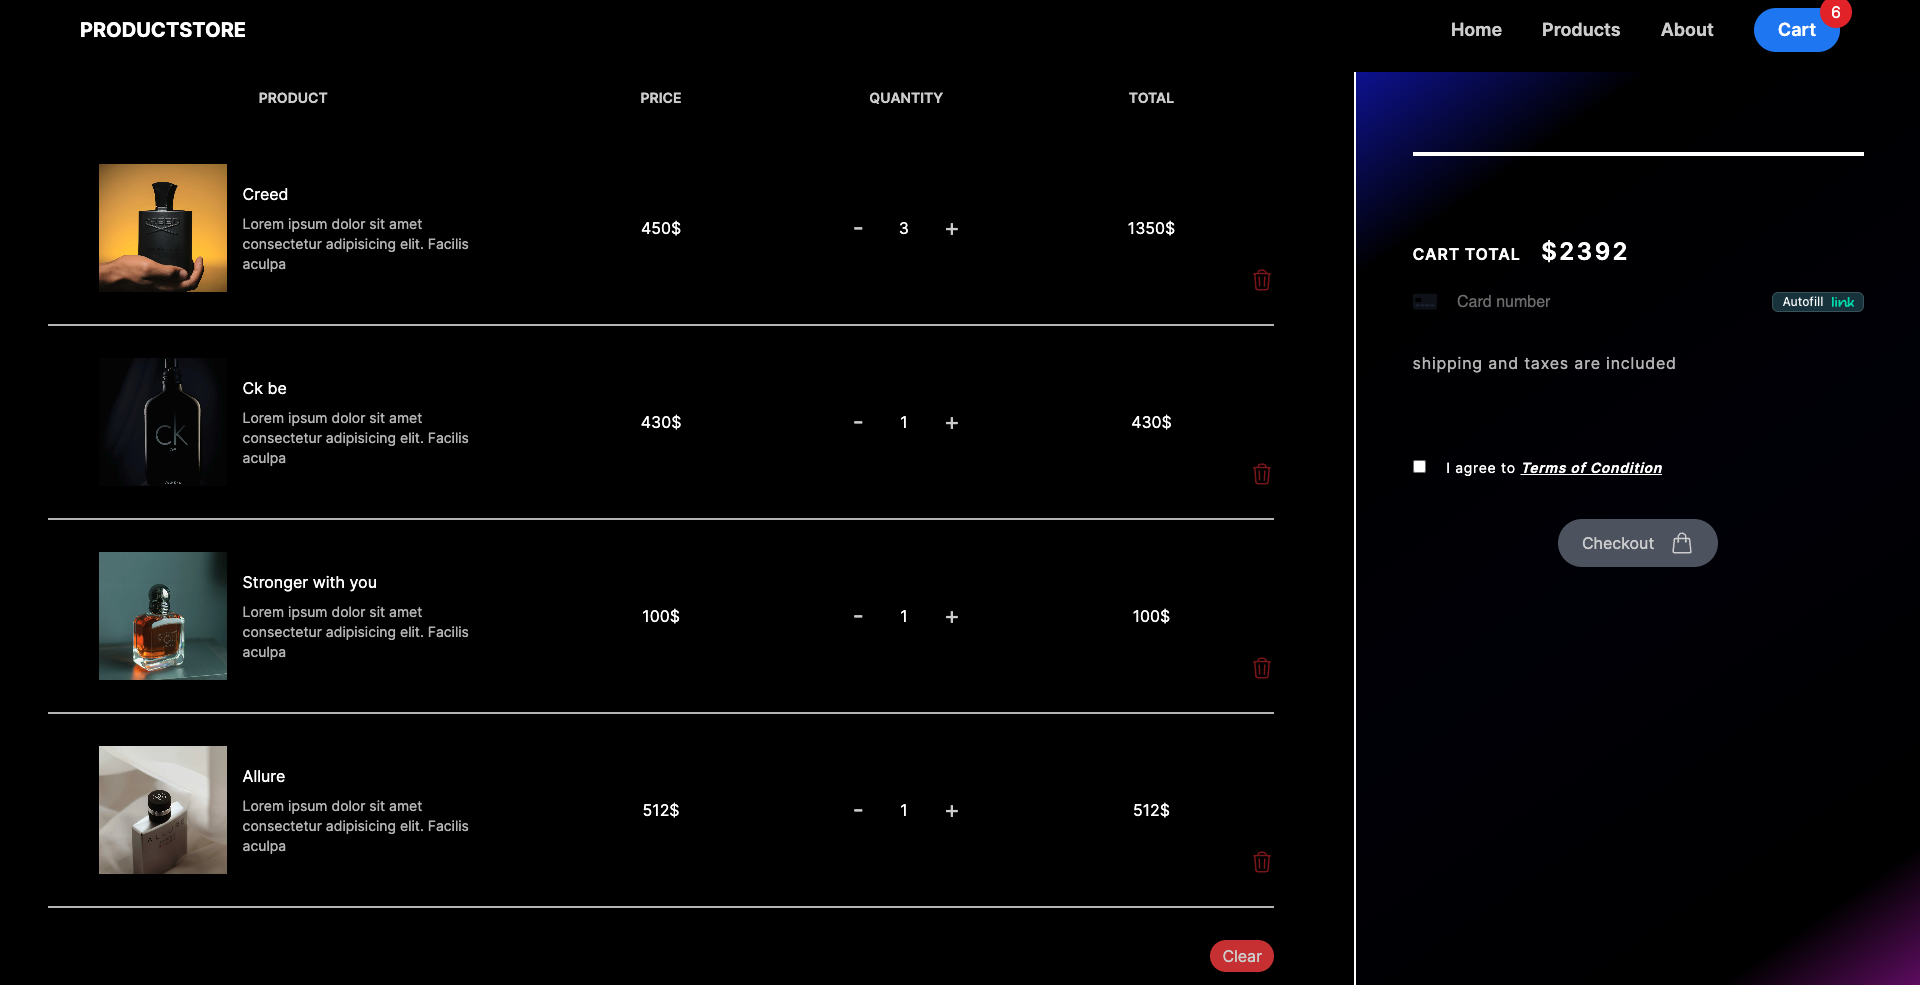 PRODUCTSTORE
Home
Products
About
Cart
6
PRODUCT
PRICE
QUANTITY
TOTAL
CREED
Creed
Lorem ipsum dolor sit amet
consectetur adipisicing elit. Facilis
aculpa
450$
- 3 +
1350$
CK
be
Ck be
Lorem ipsum dolor sit amet
consectetur adipisicing elit. Facilis
aculpa
430$
- 1 +
430$
Stronger with you
Lorem ipsum dolor sit amet
consectetur adipisicing elit. Facilis
aculpa
100$
- 1 +
100$
ALLURE
Allure
Lorem ipsum dolor sit amet
consectetur adipisicing elit. Facilis
aculpa
512$
- 1 +
512$
Clear
CART TOTAL $2392
Card number
Autofill link
shipping and taxes are included
I agree to Terms of Condition
Checkout